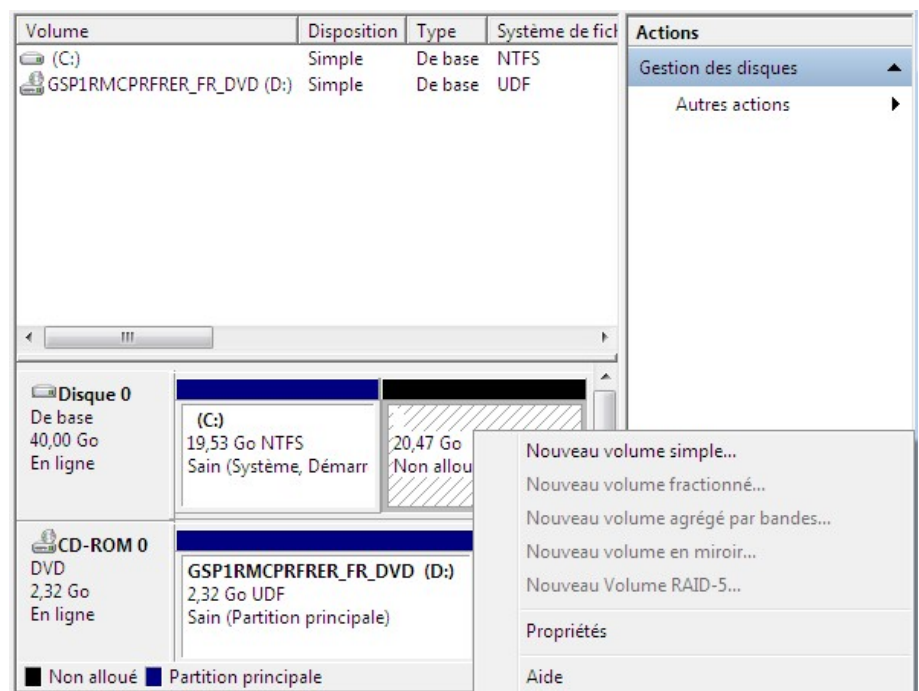 Volume Disposition Type Système de fich
(C:) Simple De base NTFS
GSP1RMCPRFRER_FR_DVD (D:) Simple De base UDF
Actions
Gestion des disques
Autres actions
Disque 0
De base
40,00 Go
En ligne
(C:)
19,53 Go NTFS
Sain (Système, Démarr
20,47 Go
Non allou
CD-ROM 0
DVD
2,32 Go
En ligne
GSP1RMCPRFRER_FR_DVD (D:)
2,32 Go UDF
Sain (Partition principale)
Nouveau volume simple...
Nouveau volume fractionné...
Nouveau volume agrégé par bandes...
Nouveau volume en miroir...
Nouveau Volume RAID-5...
Propriétés
Aide
Non alloué Partition principale